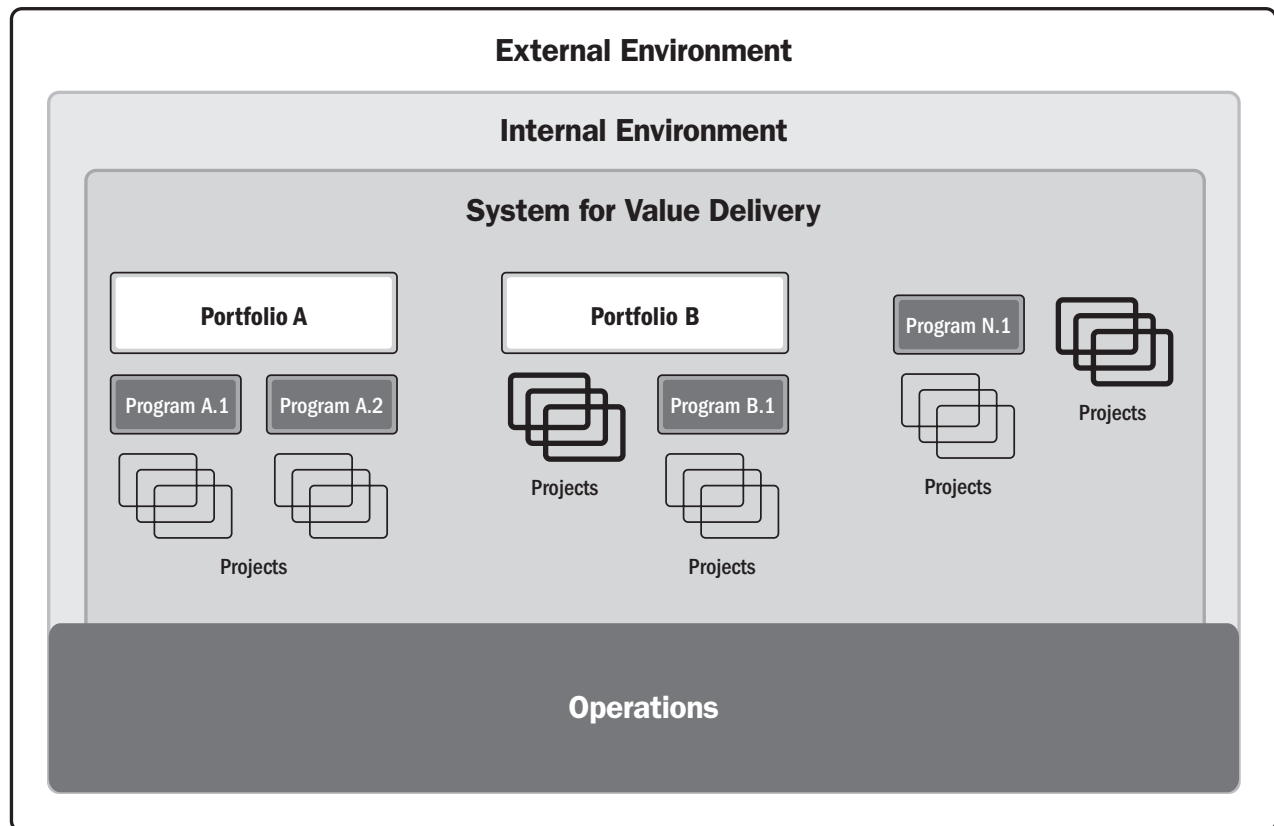 External Environment
Internal Environment
System for Value Delivery
Portfolio A
Portfolio B
Program N.1
Projects
Program A.1
Program A.2
Projects
Program B.1
Projects
Projects
Projects
Operations